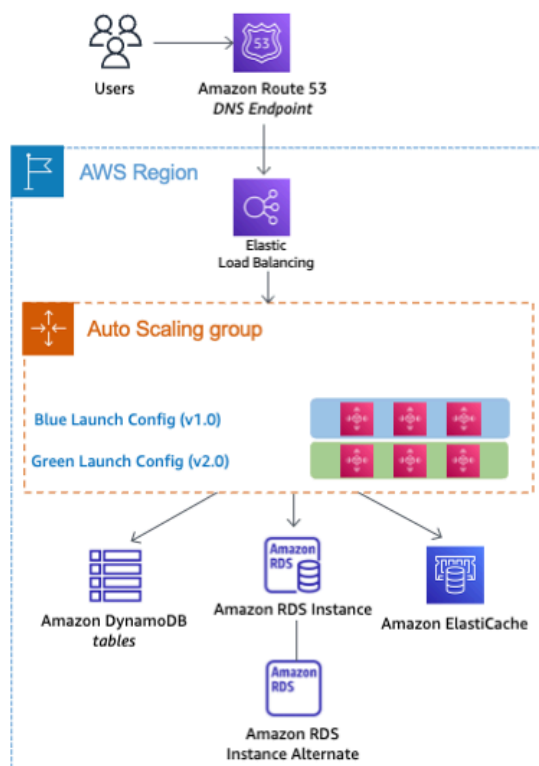 Users
53
Amazon Route 53
DNS Endpoint
AWS Region
Elastic
Load Balancing
Auto Scaling group
Blue Launch Config (v1.0)
Green Launch Config (v2.0)
Amazon DynamoDB
tables
Amazon
RDS
Amazon RDS Instance
Amazon ElastiCache
Amazon
RDS
Amazon RDS
Instance Alternate